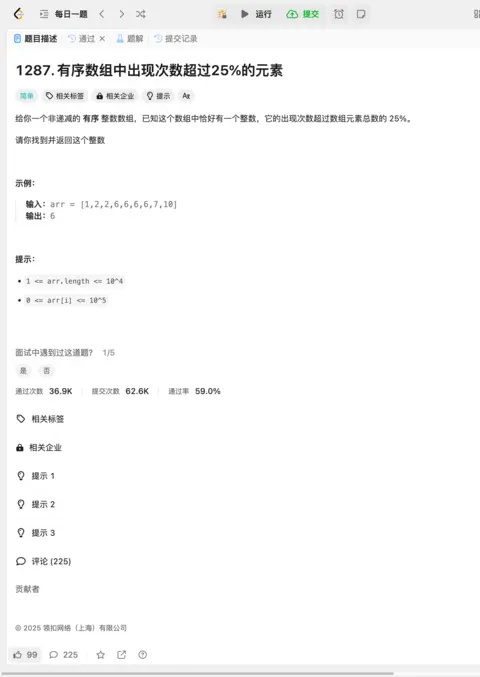 每日一题 运行 提交
题目描述 通过 题解 提交记录
1287. 有序数组中出现次数超过25%的元素
简单 相关标签 相关企业 提示 Aᵡ
给你一个非递减的 有序 整数数组，已知这个数组中恰好有一个整数，它的出现次数超过数组元素总数的 25%。
请你找到并返回这个整数
示例：
输入：arr = [1,2,2,6,6,6,6,7,10]
输出：6
提示：
1 <= arr.length <= 10^4
0 <= arr[i] <= 10^5
面试中遇到过这道题? 1/5
是 否
通过次数 36.9K 提交次数 62.6K 通过率 59.0%
相关标签
相关企业
提示 1
提示 2
提示 3
评论 (225)
贡献者
© 2025 领扣网络（上海）有限公司
99 225